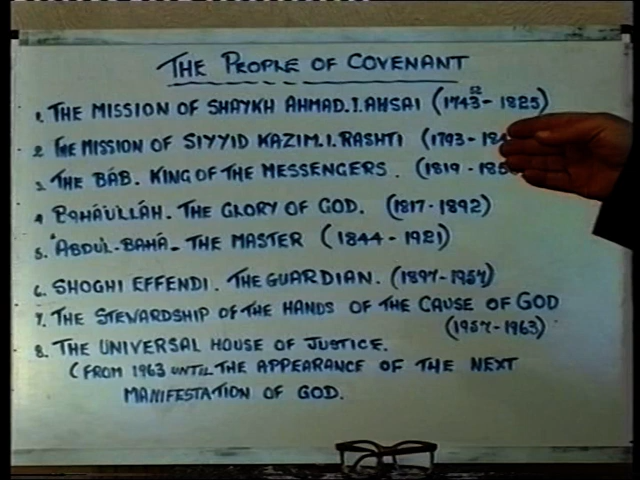 THE PEOPLE OF COVENANT
1. THE MISSION OF SHAYKH AHMAD.I.AHSAI (1743- 1825)
52
2. THE MISSION OF SIYYID KAZIM.I.RASHTI (1793-
3. THE BÁB. KING OF THE MESSENGERS. (1819 -
4 BAHÁ'ULLÁH. THE GLORY OF GOD. (1817-1892)
5. 'ABDUL-BAHÁ- THE MASTER (1844-1921)
6. SHOGHI EFFENDI. THE GUARDIAN. (1897-1957)
7. THE STEWARDSHIP OF THE HANDS OF THE CAUSE OF GOD
(1957-1963)
8. THE UNIVERSAL HOUSE OF JUSTICE.
(FROM 1963 UNTIL THE APPEARANCE OF THE NEXT
MANIFESTATION OF GOD.